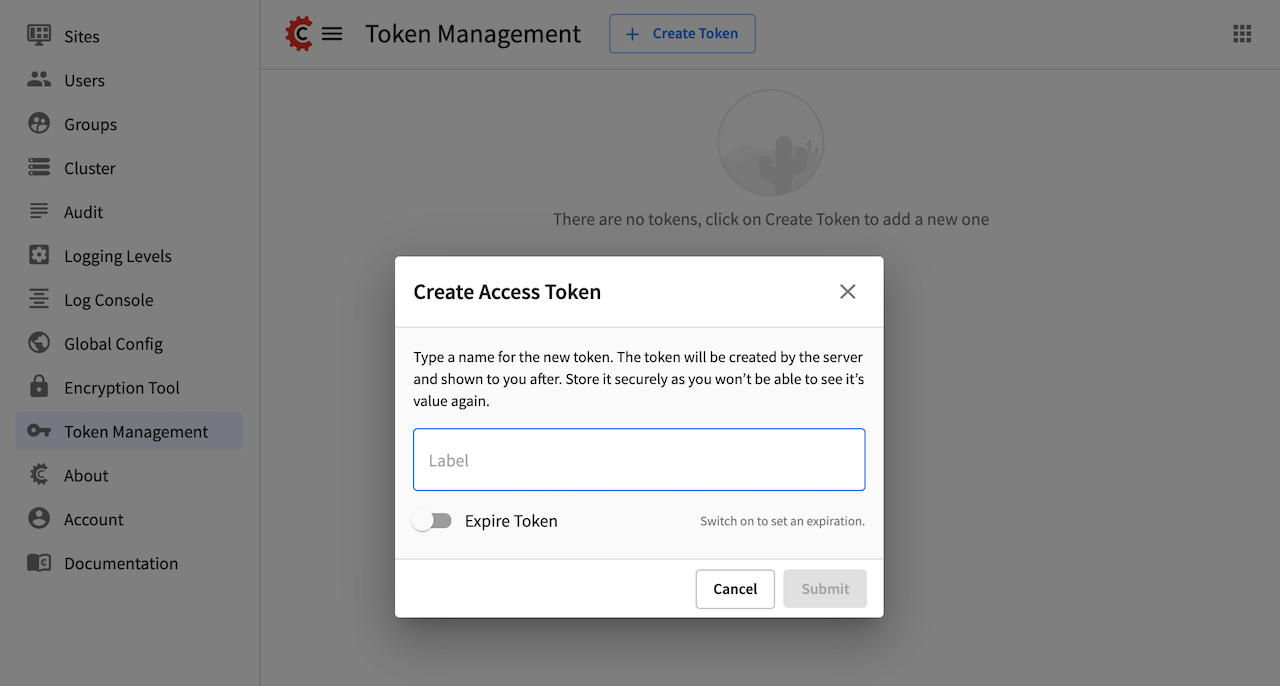 Sites
Users
Groups
Cluster
Audit
Logging Levels
Log Console
Global Config
Encryption Tool
Token Management
About
Account
Documentation
Token Management
Create Token
There are no tokens, click on Create Token to add a new one
Create Access Token
Type a name for the new token. The token will be created by the server
and shown to you after. Store it securely as you won’t be able to see it’s
value again.
Label
Expire Token
Switch on to set an expiration.
Cancel
Submit